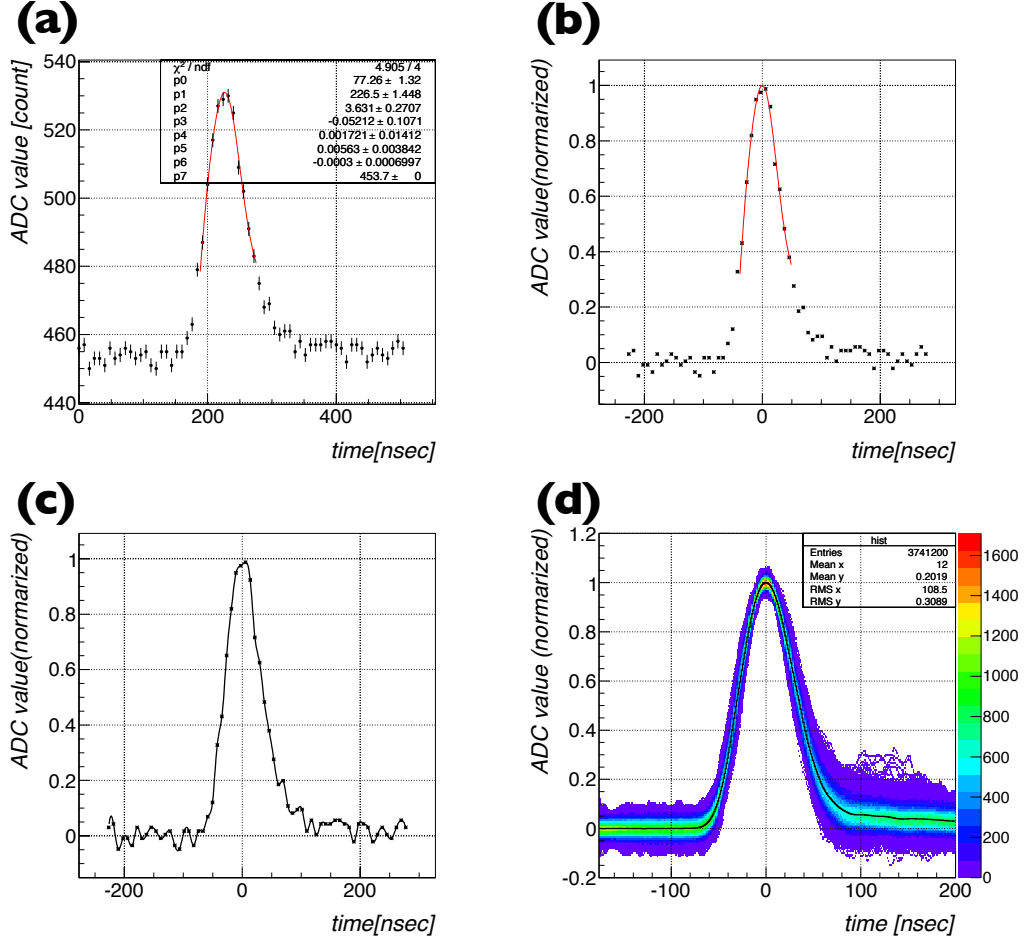 (a)
χ² / ndf 4.905 / 4
p0 77.26 ± 1.32
p1 226.5 ± 1.448
p2 3.631 ± 0.2707
p3 -0.05212 ± 0.1071
p4 0.001721 ± 0.01412
p5 0.00563 ± 0.003842
p6 -0.0003 ± 0.0006997
p7 453.7 ± 0
ADC value [count]
540
520
500
480
460
440
0 200 400
time[nsec]
(b)
ADC value(normarized)
1
0.8
0.6
0.4
0.2
0
-200 0 200
time[nsec]
(c)
ADC value(normarized)
1
0.8
0.6
0.4
0.2
0
-200 0 200
time[nsec]
(d)
hist
Entries 3741200
Mean x 12
Mean y 0.2019
RMS x 108.5
RMS y 0.3089
ADC value (normarized)
1.2
1
0.8
0.6
0.4
0.2
0
-0.2
-100 0 100 200
time [nsec]
1600
1400
1200
1000
800
600
400
200
0